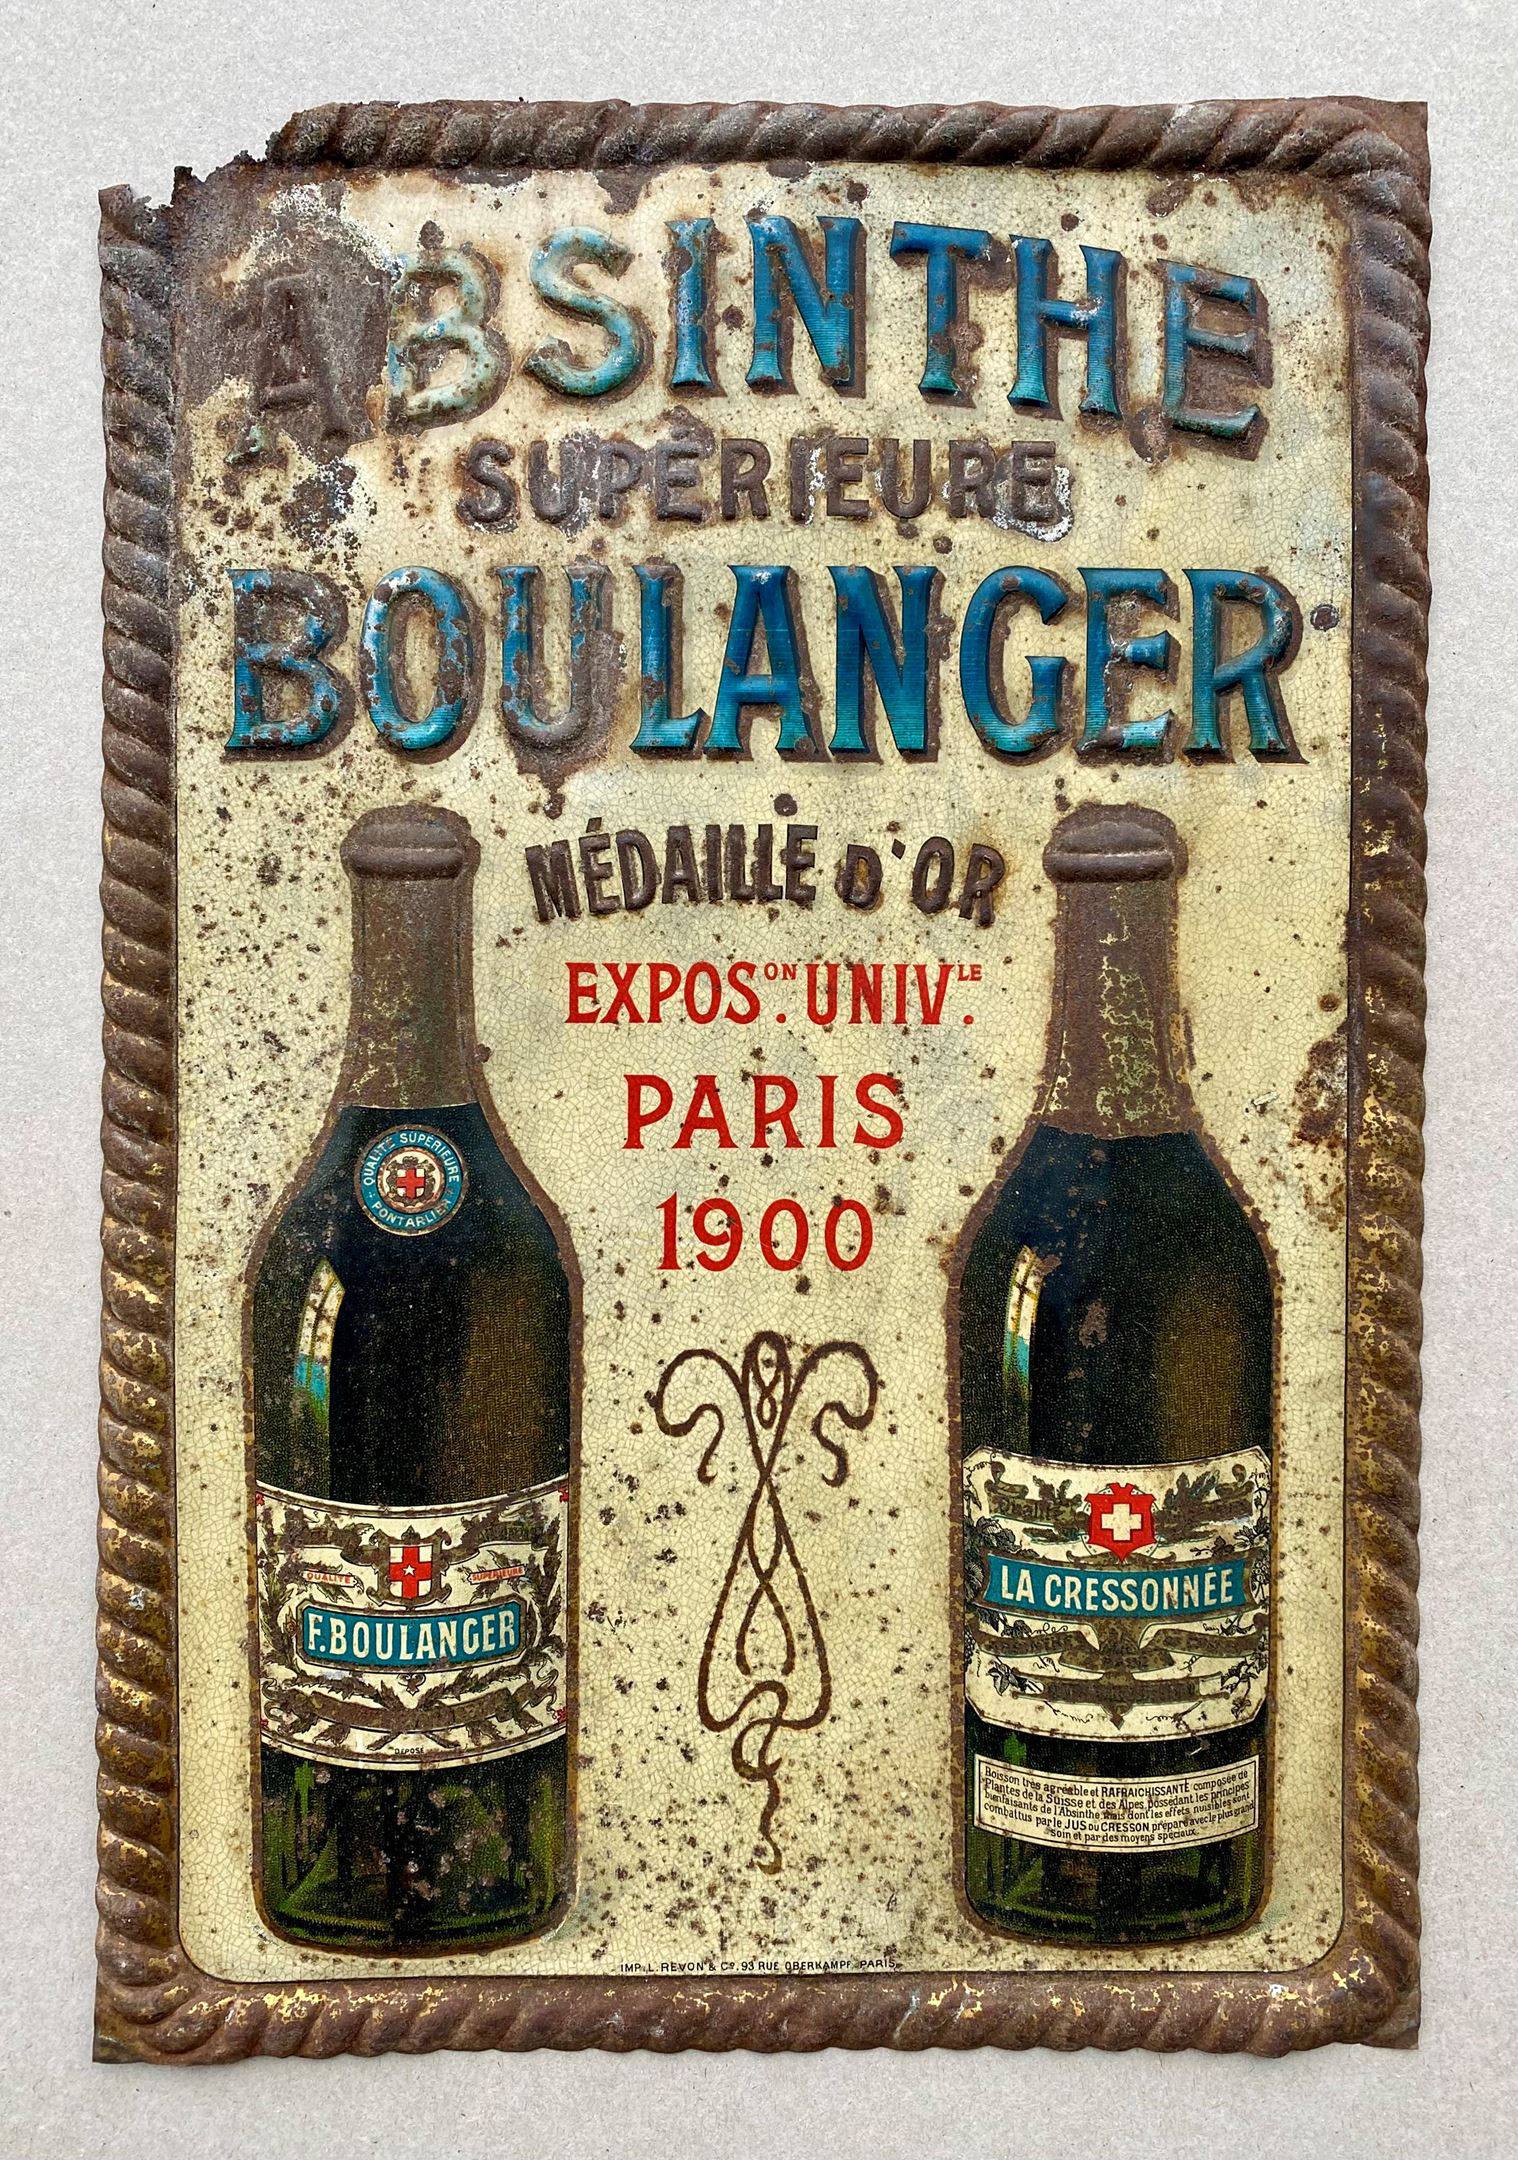 ABSINTHE
SUPÉRIEURE
BOULANGER
MÉDAILLE D'OR
EXPOSON. UNIVLE.
PARIS
1900
QUALITÉ SUPÉRIEURE
PONTARLIER
QUALITÉ SUPÉRIEURE
F. BOULANGER
DÉPOSÉ
Qualité
LA CRESSONNÉE
Boisson très agréable et RAFRAICHISSANTE composée de
Plantes de la Suisse et des Alpes, possédant les principes
bienfaisants de l'Absinthe mais dont les effets nuisibles sont
combattus par le JUS DU CRESSON préparé avec le plus grand
soin et par des moyens spéciaux.
IMP. L. REVON & Co. 93 RUE OBERKAMPF PARIS